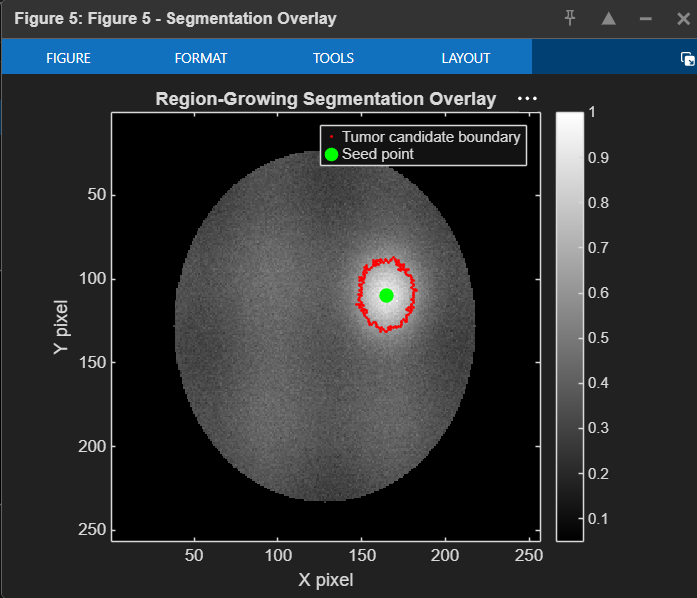 Figure 5: Figure 5 - Segmentation Overlay
FIGURE FORMAT TOOLS LAYOUT
Region-Growing Segmentation Overlay
Tumor candidate boundary
Seed point
50
100
150
200
250
Y pixel
50 100 150 200 250
X pixel
1
0.9
0.8
0.7
0.6
0.5
0.4
0.3
0.2
0.1